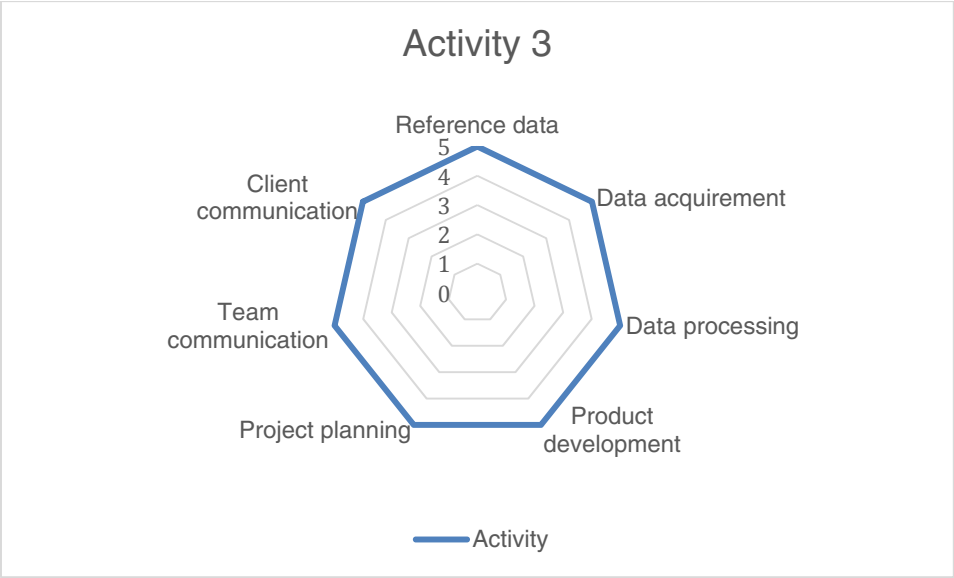 Activity 3
Reference data
5
4
3
2
1
0
Data acquirement
Data processing
Product
development
Project planning
Team
communication
Client
communication
Activity